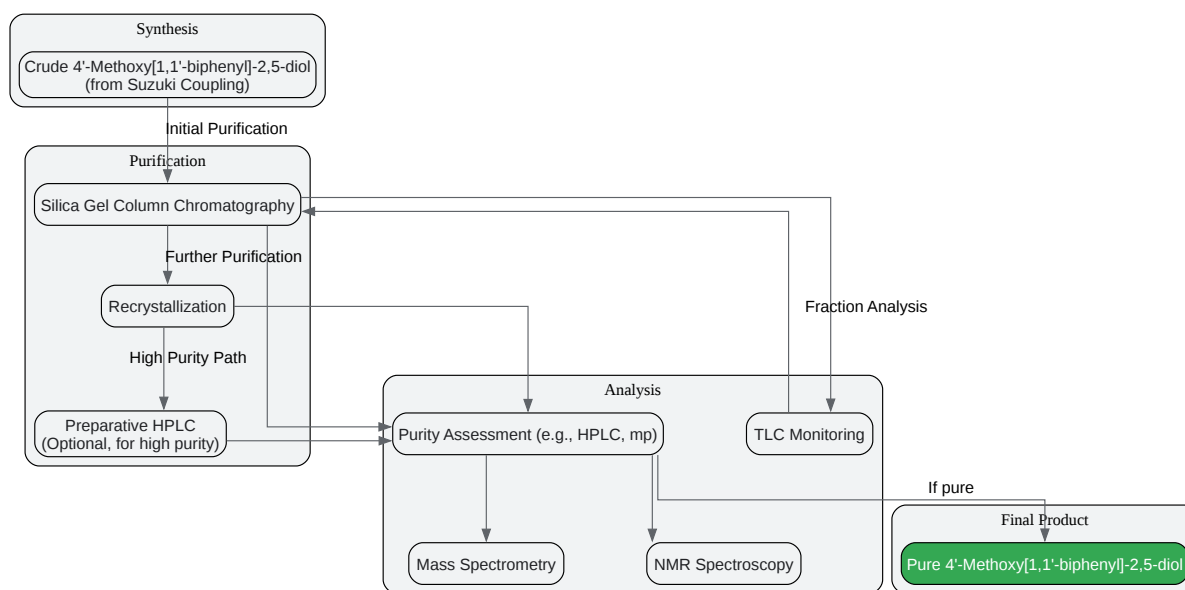 Synthesis
Crude 4'-Methoxy[1,1'-biphenyl]-2,5-diol
(from Suzuki Coupling)
Initial Purification
Purification
Silica Gel Column Chromatography
Further Purification
Recrystallization
Fraction Analysis
High Purity Path
Analysis
Preparative HPLC
(Optional, for high purity)
Purity Assessment (e.g., HPLC, mp)
TLC Monitoring
If pure
Final Product
Mass Spectrometry
NMR Spectroscopy
Pure 4'-Methoxy[1,1'-biphenyl]-2,5-diol